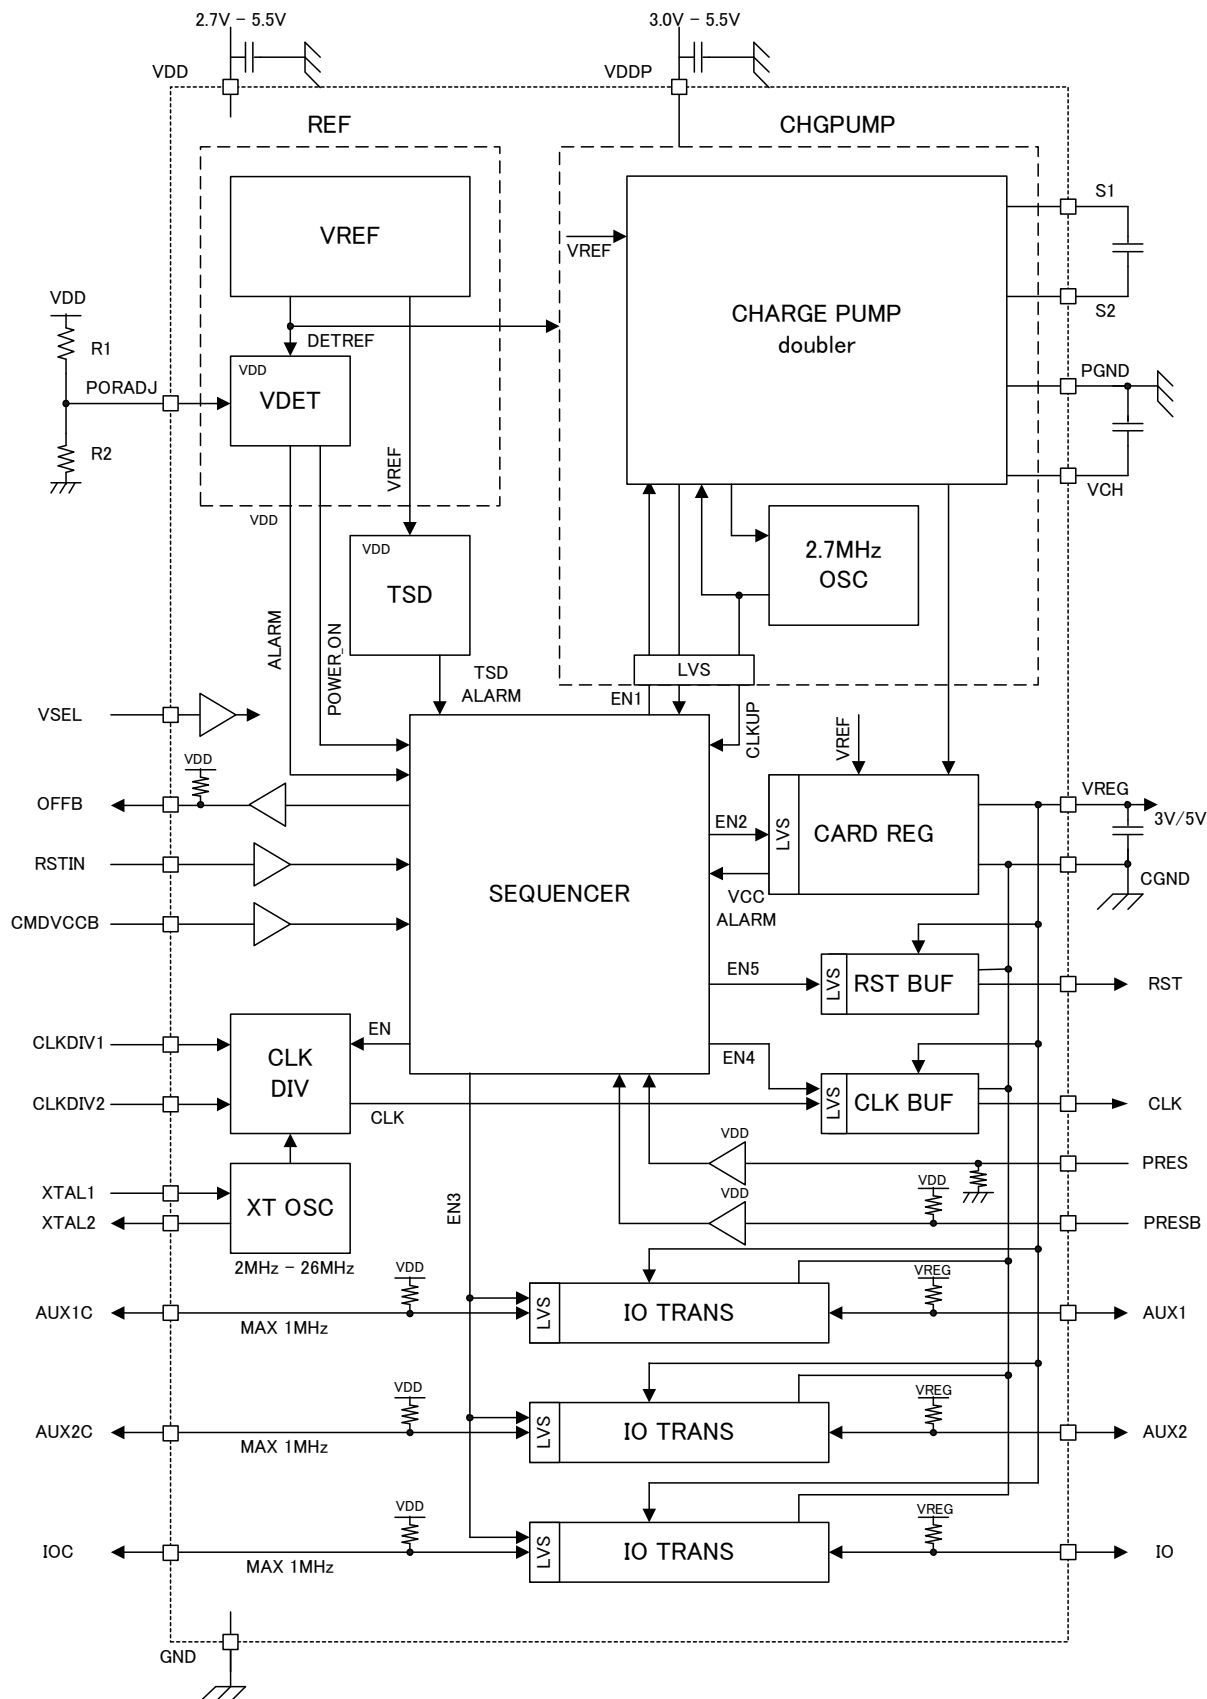 2.7V - 5.5V
3.0V - 5.5V
VDD
VDDP
REF
CHGPUMP
VREF
VREF
S1
S2
CHARGE PUMP
doubler
VDD
R1
DETREF
VDD
VDET
PORADJ
R2
PGND
VCH
VREF
VDD
VDD
TSD
2.7MHz
OSC
ALARM
POWER_ON
TSD
ALARM
LVS
EN1
CLKUP
VREF
VSEL
VDD
OFFB
RSTIN
CMDVCCB
SEQUENCER
EN2
LVS
CARD REG
VCC
ALARM
VREG
3V/5V
CGND
EN5
LVS
RST BUF
RST
CLKDIV1
CLKDIV2
CLK
DIV
EN
CLK
EN4
LVS
CLK BUF
CLK
VDD
PRES
VDD
VDD
PRESB
XTAL1
XTAL2
XT OSC
2MHz - 26MHz
EN3
VDD
AUX1C
MAX 1MHz
LVS
IO TRANS
VREG
AUX1
VDD
AUX2C
MAX 1MHz
LVS
IO TRANS
VREG
AUX2
VDD
IOC
MAX 1MHz
LVS
IO TRANS
VREG
IO
GND